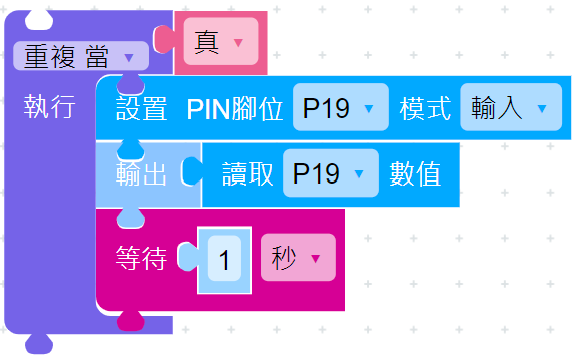 重複 當 真
執行 設置 PIN腳位 P19 模式 輸入
輸出 讀取 P19 數值
等待 1 秒